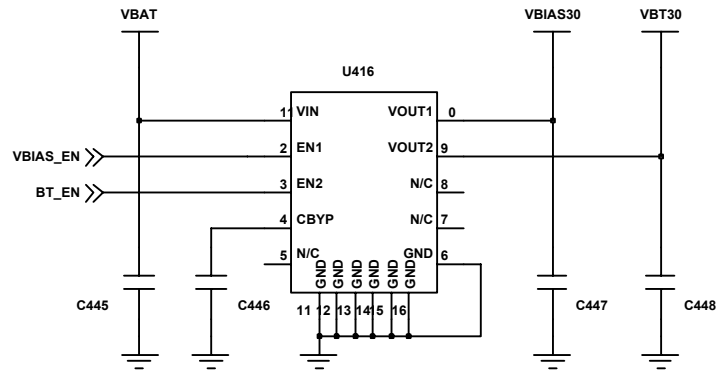 VBAT VBIAS30 VBT30
U416
11 VIN VOUT1 0
VBIAS_EN 2 EN1 VOUT2 9
BT_EN 3 EN2 N/C 8
4 CBYP N/C 7
5 N/C GND 6
GND GND GND GND GND GND
C445 C446 C447 C448
11 12 13 14 15 16